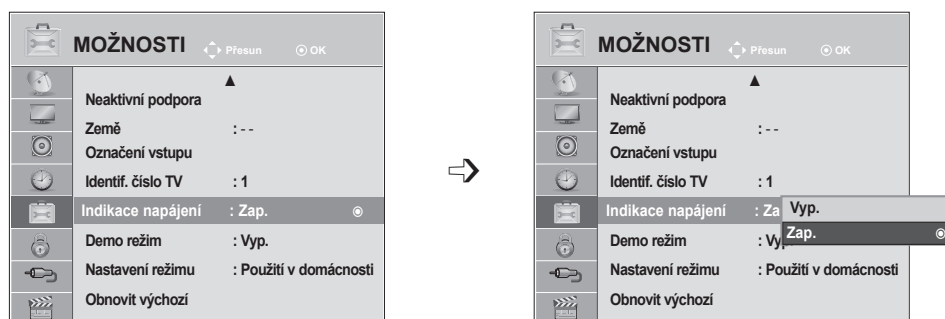 MOŽNOSTI Přesun OK
Neaktivní podpora
Země : - -
Označení vstupu
Identif. číslo TV : 1
Indikace napájení : Zap.
Demo režim : Vyp.
Nastavení režimu : Použití v domácnosti
Obnovit výchozí
MOŽNOSTI Přesun OK
Neaktivní podpora
Země : - -
Označení vstupu
Identif. číslo TV : 1
Indikace napájení : Za
Vyp.
Zap.
Demo režim : Vyp.
Nastavení režimu : Použití v domácnosti
Obnovit výchozí